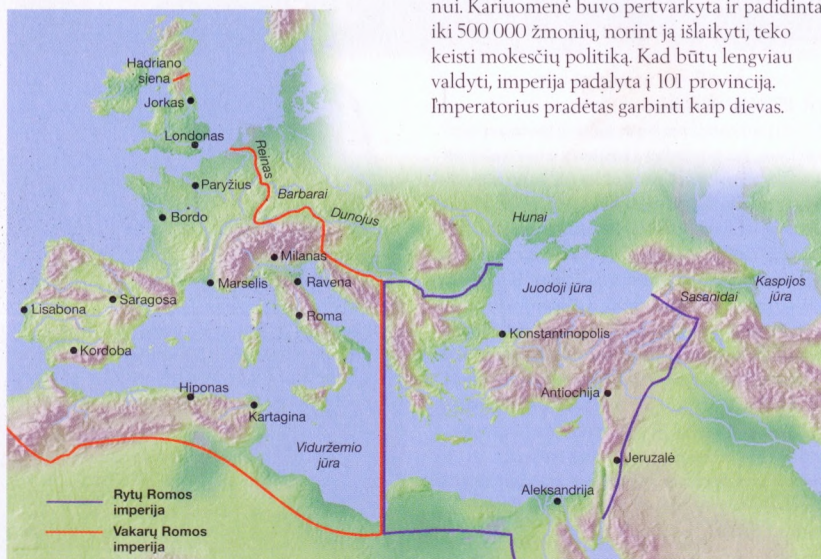 nui. Kariuomenė buvo pertvarkyta ir padidinta
iki 500 000 žmonių, norint ją išlaikyti, teko
keisti mokesčių politiką. Kad būtų lengviau
valdyti, imperija padalyta į 101 provinciją.
Imperatorius pradėtas garbinti kaip dievas.
Hadriano
siena
Jorkas
Londonas
Reinas
Paryžius
Barbarai
Dunojus
Hunai
Bordo
Milanas
Marselis
Ravena
Juodoji jūra
Sasanidai
Kaspijos
jūra
Lisabona
Saragosa
Roma
Konstantinopolis
Kordoba
Hiponas
Kartagina
Antiochija
Vidurźemio
jūra
Jeruzalė
Aleksandrija
Rytų Romos
imperija
Vakarų Romos
imperija